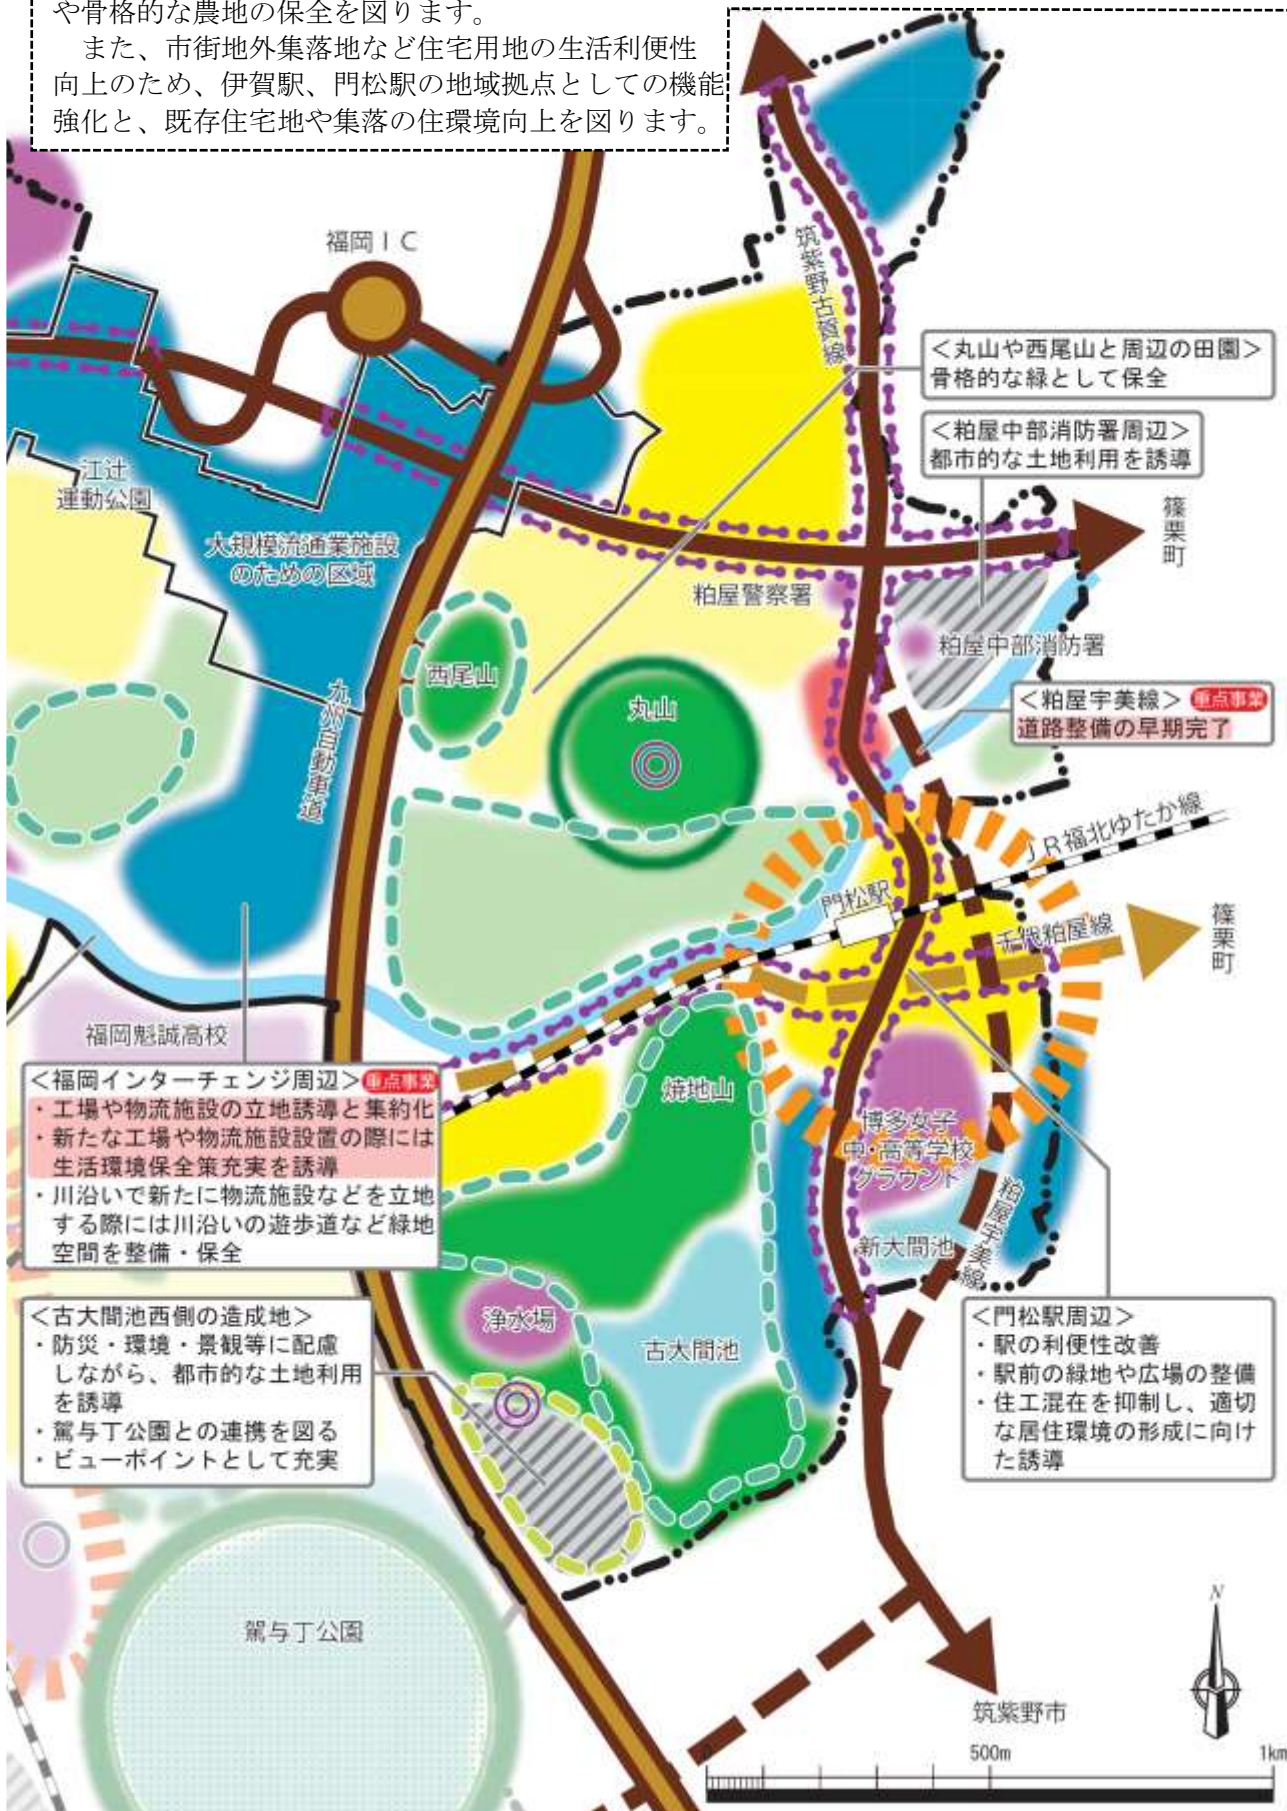 や骨格的な農地の保全を図ります。
また、市街地外集落地など住宅用地の生活利便性
向上のため、伊賀駅、門松駅の地域拠点としての機能
強化と、既存住宅地や集落の住環境向上を図ります。
福岡IC
筑紫野古賀線
＜丸山や西尾山と周辺の田園＞
骨格的な緑として保全
＜粕屋中部消防署周辺＞
都市的な土地利用を誘導
篠栗町
江辻
運動公園
大規模流通業施設
のための区域
粕屋警察署
粕屋中部消防署
西尾山
丸山
九州自動車道
＜粕屋宇美線＞ 重点事業
道路整備の早期完了
JR福北ゆたか線
門松駅
千代粕屋線
篠栗町
福岡魁誠高校
＜福岡インターチェンジ周辺＞ 重点事業
・工場や物流施設の立地誘導と集約化
・新たな工場や物流施設設置の際には
生活環境保全策充実を誘導
・川沿いで新たに物流施設などを立地
する際には川沿いの遊歩道など緑地
空間を整備・保全
焼地山
博多女子
中・高等学校
グラウンド
粕屋宇美線
新大間池
＜古大間池西側の造成地＞
・防災・環境・景観等に配慮
しながら、都市的な土地利用
を誘導
・駕与丁公園との連携を図る
・ビューポイントとして充実
浄水場
古大間池
＜門松駅周辺＞
・駅の利便性改善
・駅前の緑地や広場の整備
・住工混在を抑制し、適切
な居住環境の形成に向け
た誘導
駕与丁公園
筑紫野市
N
500m
1km